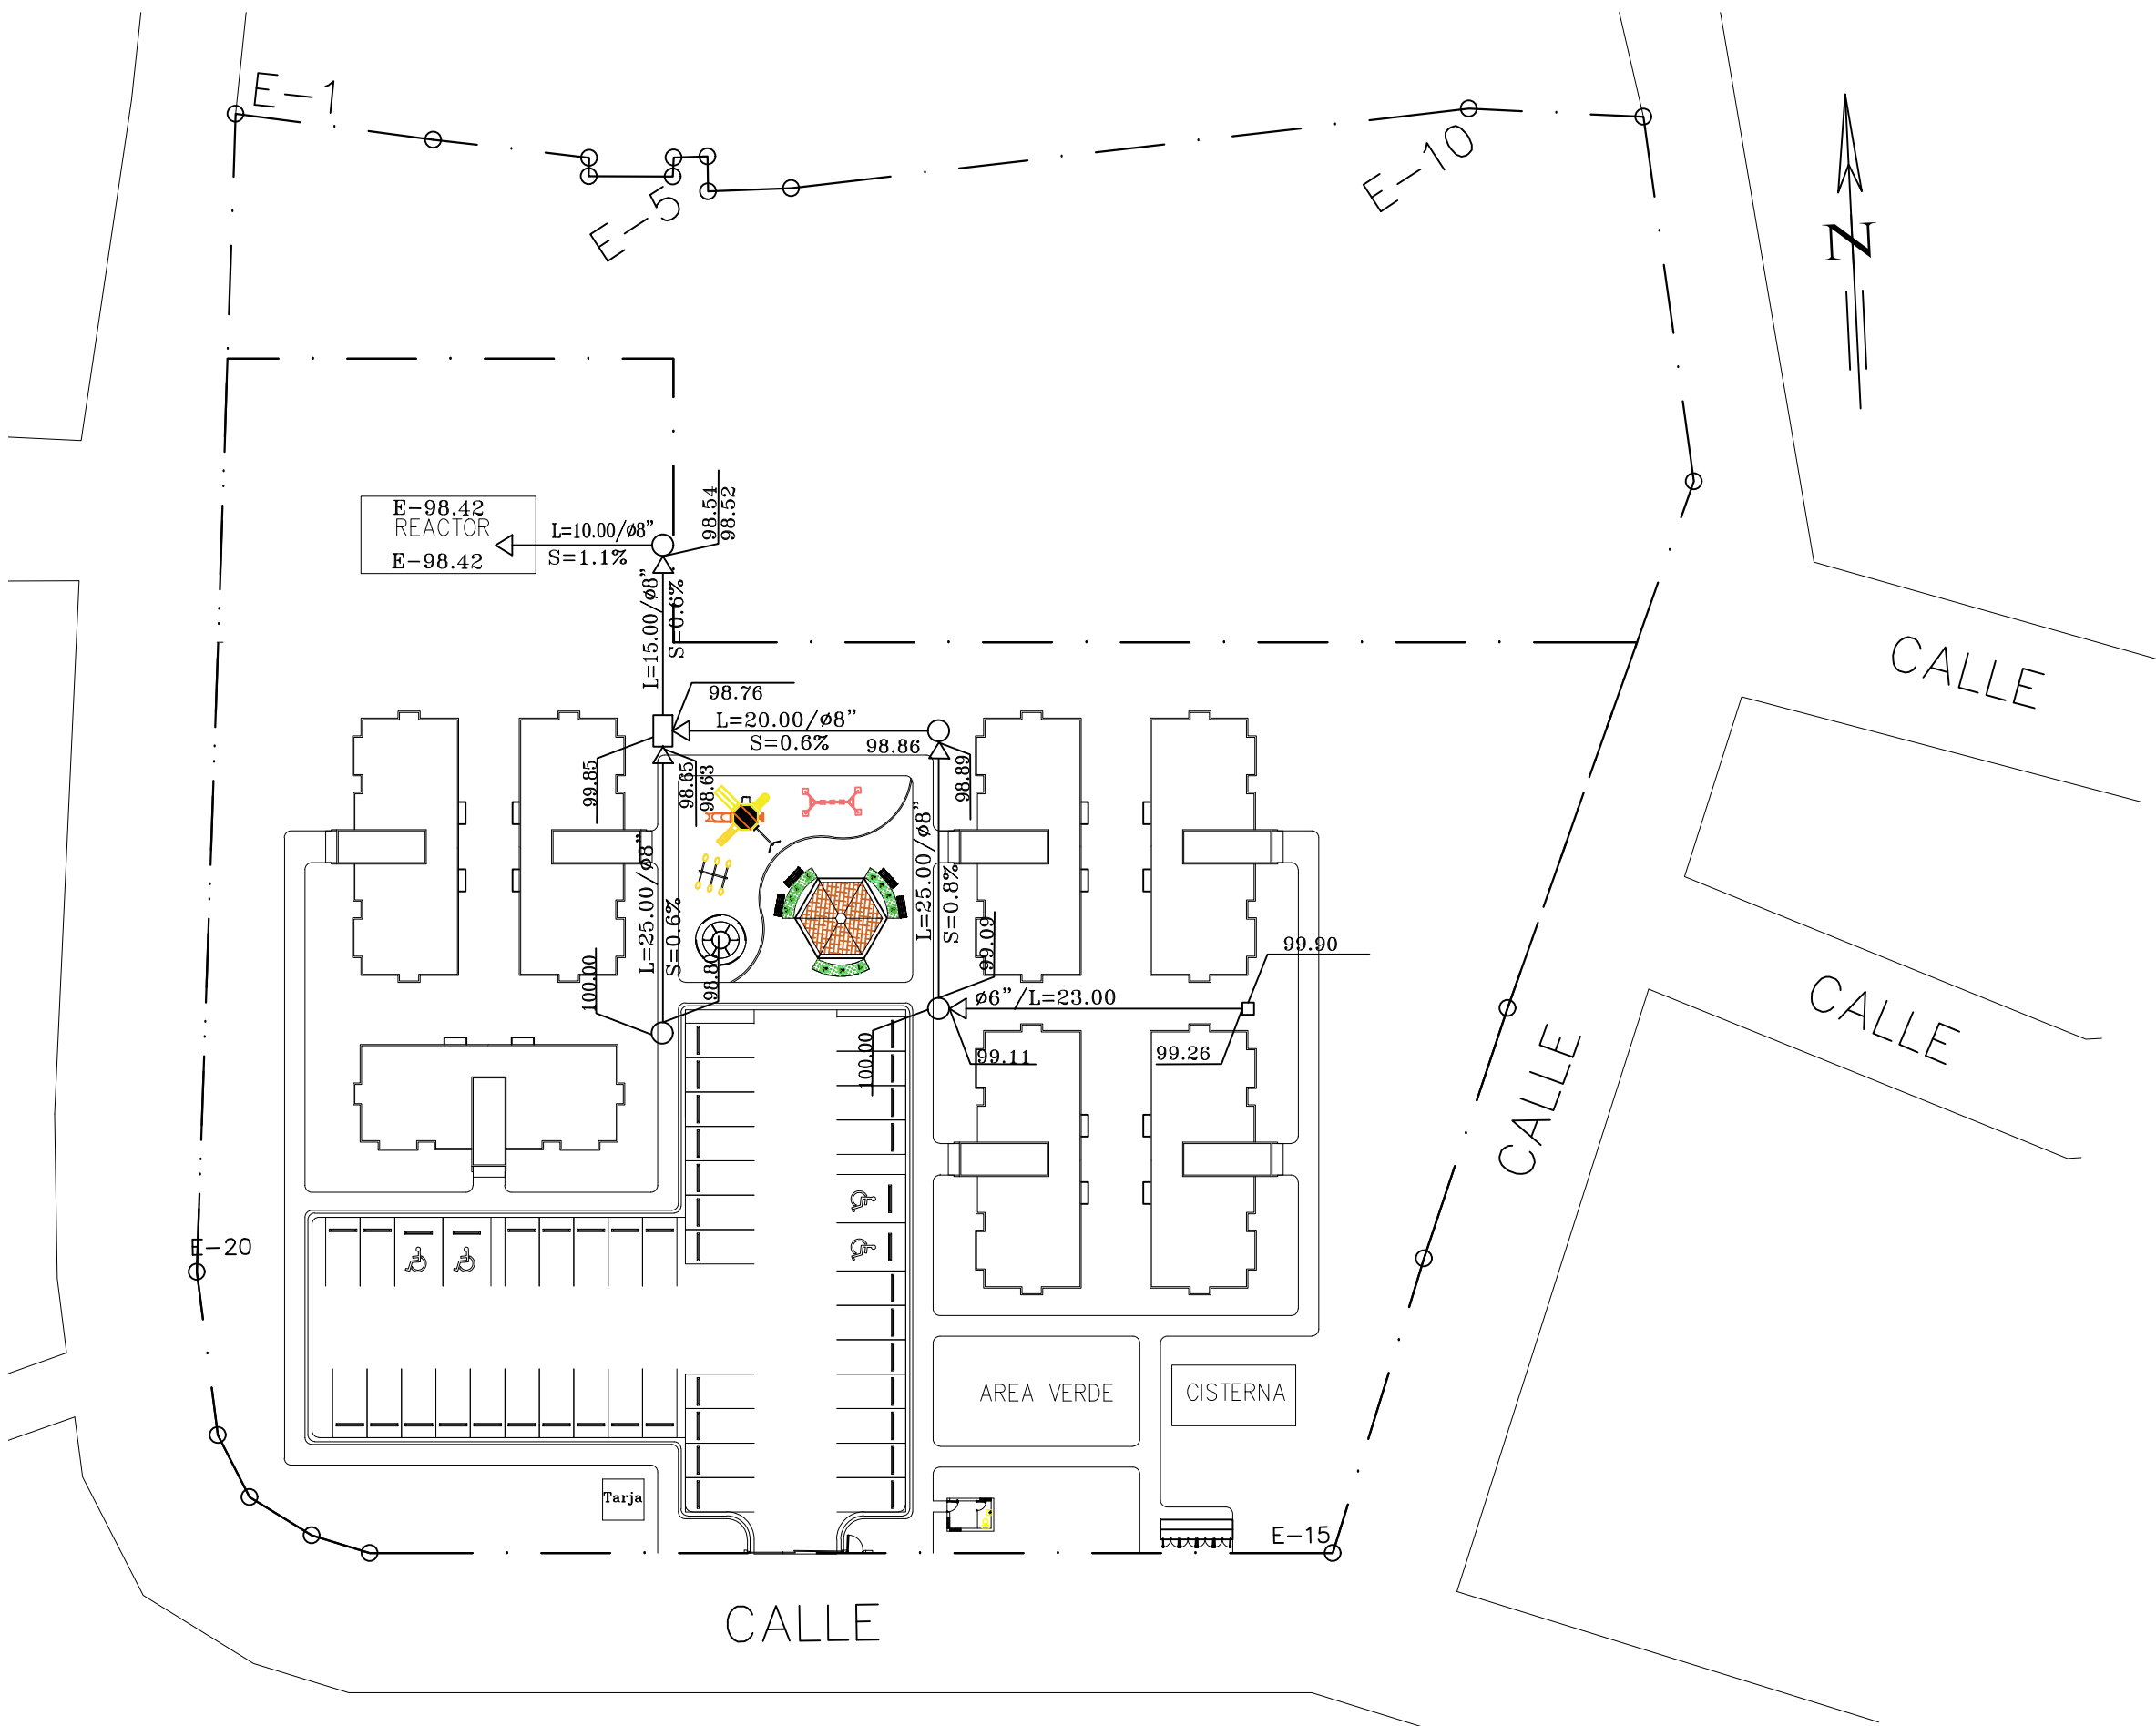 E-1
E-5
E-10
N
E-98.42
REACTOR
E-98.42
L=10.00/ø8"
S=1.1%
98.54
98.52
L=15.00/ø8"
S=0.6%
98.76
L=20.00/ø8"
S=0.6%
98.86
98.89
99.85
98.65
98.63
L=25.00/ø8"
S=0.6%
L=25.00/ø8"
S=0.8%
100.00
98.80
99.09
99.90
ø6"/L=23.00
100.00
99.11
99.26
CALLE
CALLE
CALLE
E-20
AREA VERDE
CISTERNA
Tarja
E-15
CALLE